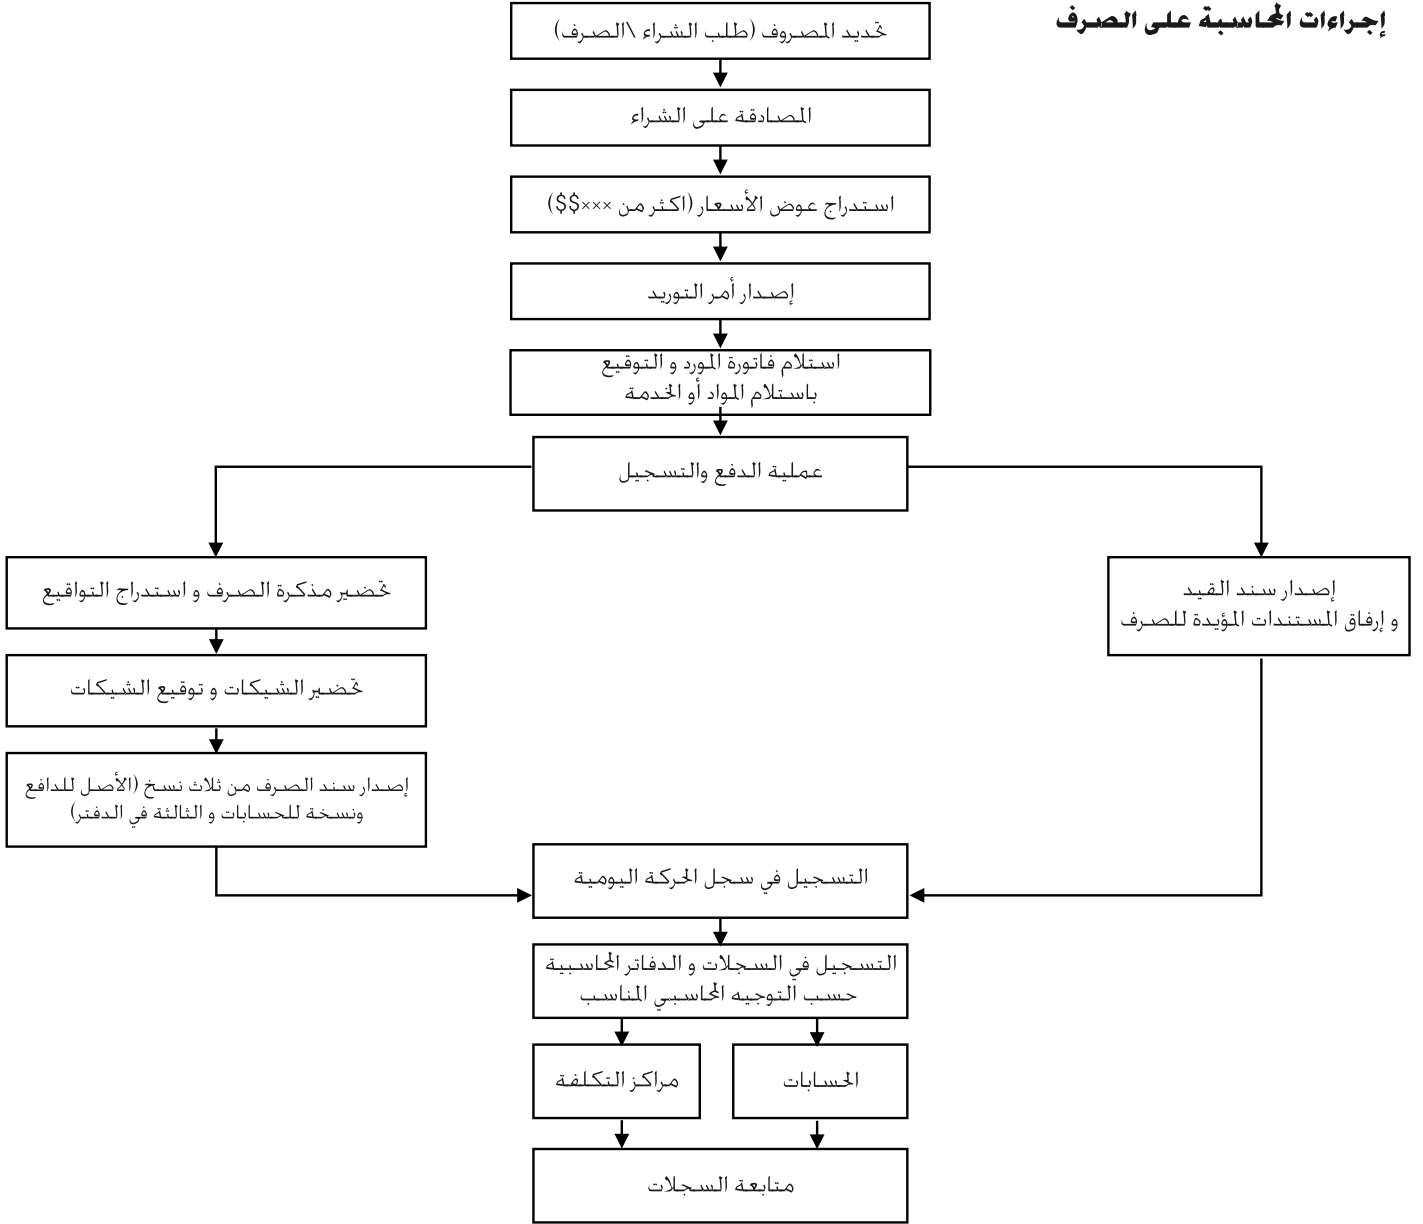 إجراءات المحاسبة على الصرف
تحديد المصروف (طلب الشراء \الصرف)
المصادقة على الشراء
استدراج عوض الأسعار (اكثر من ×××$$)
إصدار أمر التوريد
استلام فاتورة المورد و التوقيع
باستلام المواد أو الخدمة
عملية الدفع والتسجيل
إصدار سند القيد
و إرفاق المستندات المؤيدة للصرف
تحضير مذكرة الصرف و استدراج التواقيع
تحضير الشيكات و توقيع الشيكات
إصدار سند الصرف من ثلاث نسخ (الأصل للدافع
ونسخة للحسابات و الثالثة في الدفتر)
التسجيل في سجل الحركة اليومية
التسجيل في السجلات و الدفاتر المحاسبية
حسب التوجيه المحاسبي المناسب
الحسابات
مراكز التكلفة
متابعة السجلات